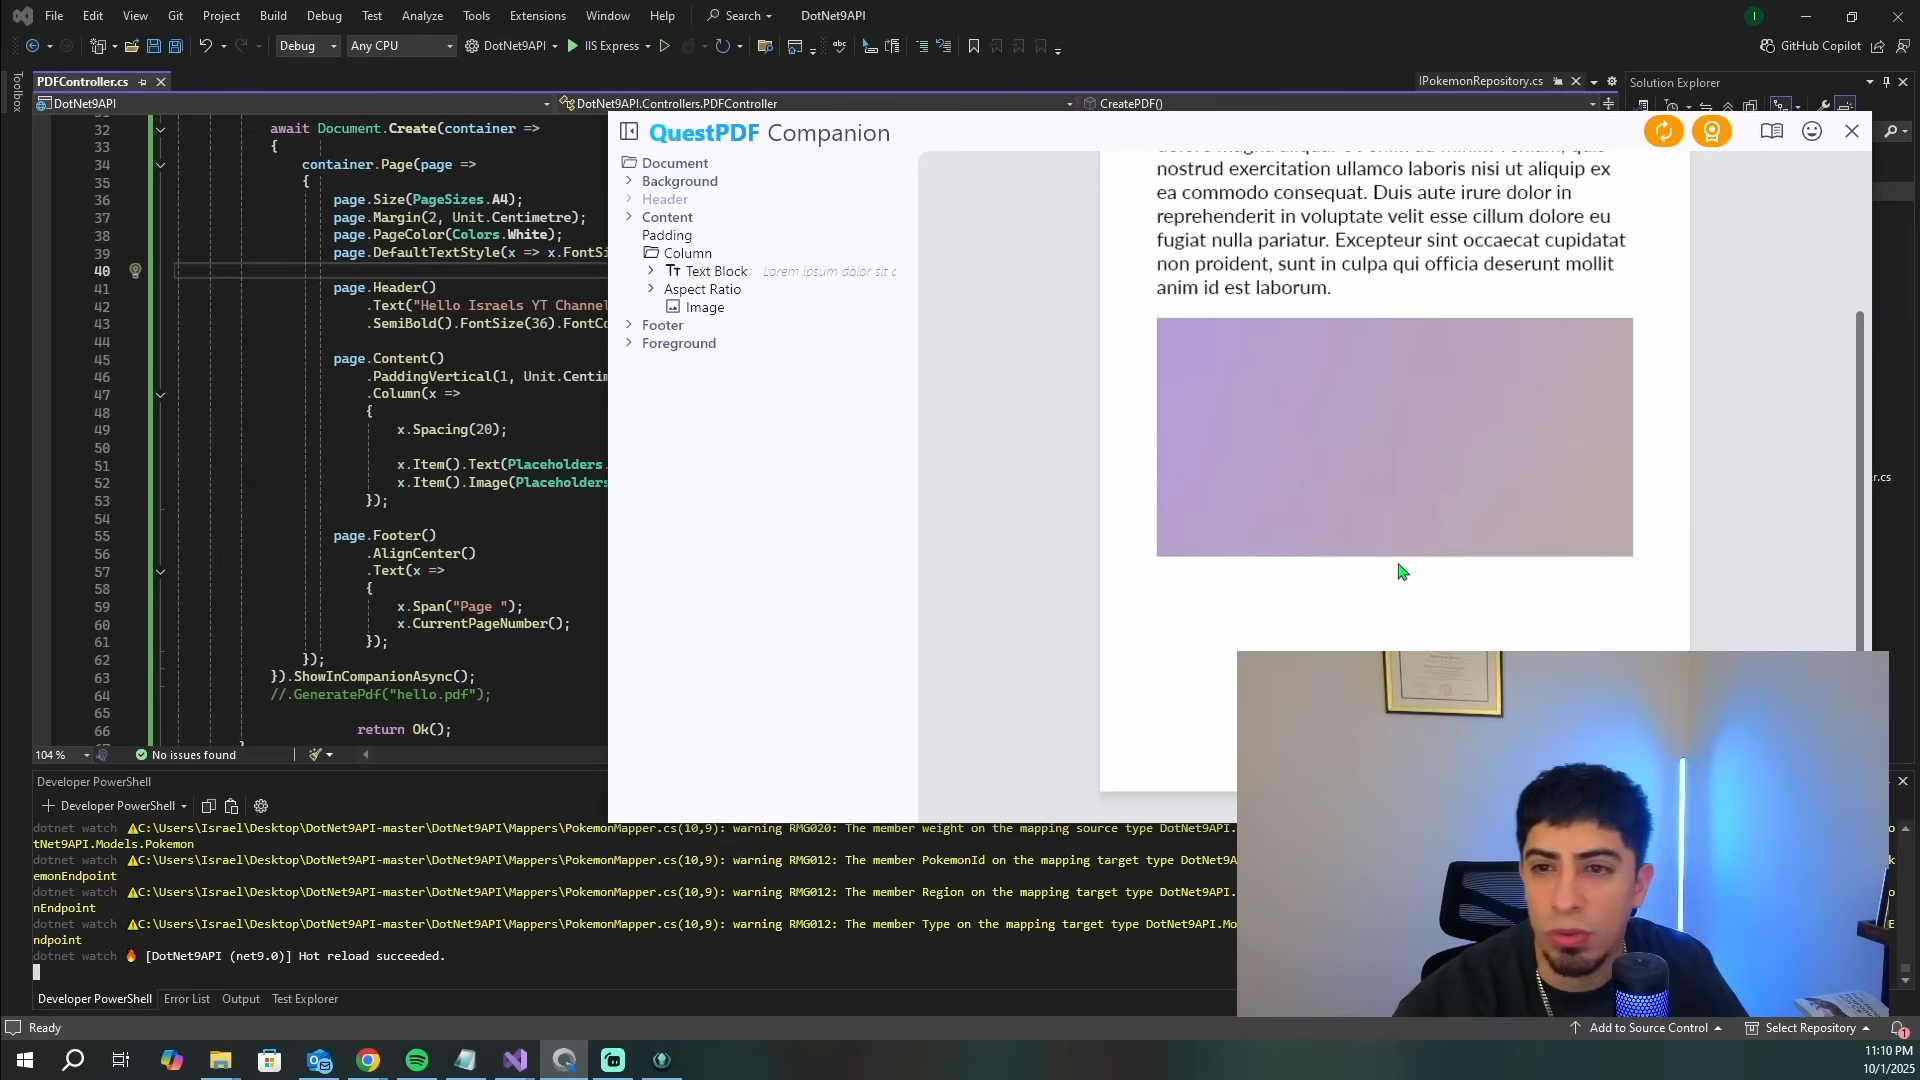 File Edit View Git Project Build Debug Test Analyze Tools Extensions Window Help Search DotNet9API
Debug Any CPU DotNet9API IIS Express GitHub Copilot
Toolbox
PDFController.cs IPokemonRepository.cs Solution Explorer
DotNet9API DotNet9API.Controllers.PDFController CreatePDF()
32 await Document.Create(container =>
33 {
34 container.Page(page =>
35 {
36 page.Size(PageSizes.A4);
37 page.Margin(2, Unit.Centimetre);
38 page.PageColor(Colors.White);
39 page.DefaultTextStyle(x => x.FontSi
40
41 page.Header()
42 .Text("Hello Israels YT Channel
43 .SemiBold().FontSize(36).FontCo
44
45 page.Content()
46 .PaddingVertical(1, Unit.Centim
47 .Column(x =>
48 {
49 x.Spacing(20);
50
51 x.Item().Text(Placeholders.
52 x.Item().Image(Placeholders
53 });
54
55 page.Footer()
56 .AlignCenter()
57 .Text(x =>
58 {
59 x.Span("Page ");
60 x.CurrentPageNumber();
61 });
62 });
63 }).ShowInCompanionAsync();
64 //.GeneratePdf("hello.pdf");
65
66 return Ok();
104 % No issues found
QuestPDF Companion
Document
Background
Header
Content
Padding
Column
Text Block Lorem ipsum dolor sit c
Aspect Ratio
Image
Footer
Foreground
nostrud exercitation ullamco laboris nisi ut aliquip ex
ea commodo consequat. Duis aute irure dolor in
reprehenderit in voluptate velit esse cillum dolore eu
fugiat nulla pariatur. Excepteur sint occaecat cupidatat
non proident, sunt in culpa qui officia deserunt mollit
anim id est laborum.
r.cs
Developer PowerShell
Developer PowerShell
dotnet watch C:\Users\Israel\Desktop\DotNet9API-master\DotNet9API\Mappers\PokemonMapper.cs(10,9): warning RMG020: The member weight on the mapping source type DotNet9API.
tNet9API.Models.Pokemon
dotnet watch C:\Users\Israel\Desktop\DotNet9API-master\DotNet9API\Mappers\PokemonMapper.cs(10,9): warning RMG012: The member PokemonId on the mapping target type DotNet9A
emonEndpoint
dotnet watch C:\Users\Israel\Desktop\DotNet9API-master\DotNet9API\Mappers\PokemonMapper.cs(10,9): warning RMG012: The member Region on the mapping target type DotNet9API.
nEndpoint
dotnet watch C:\Users\Israel\Desktop\DotNet9API-master\DotNet9API\Mappers\PokemonMapper.cs(10,9): warning RMG012: The member Type on the mapping target type DotNet9API.Mo
ndpoint
dotnet watch [DotNet9API (net9.0)] Hot reload succeeded.
Developer PowerShell Error List Output Test Explorer
Ready Add to Source Control Select Repository
11:10 PM
10/1/2025